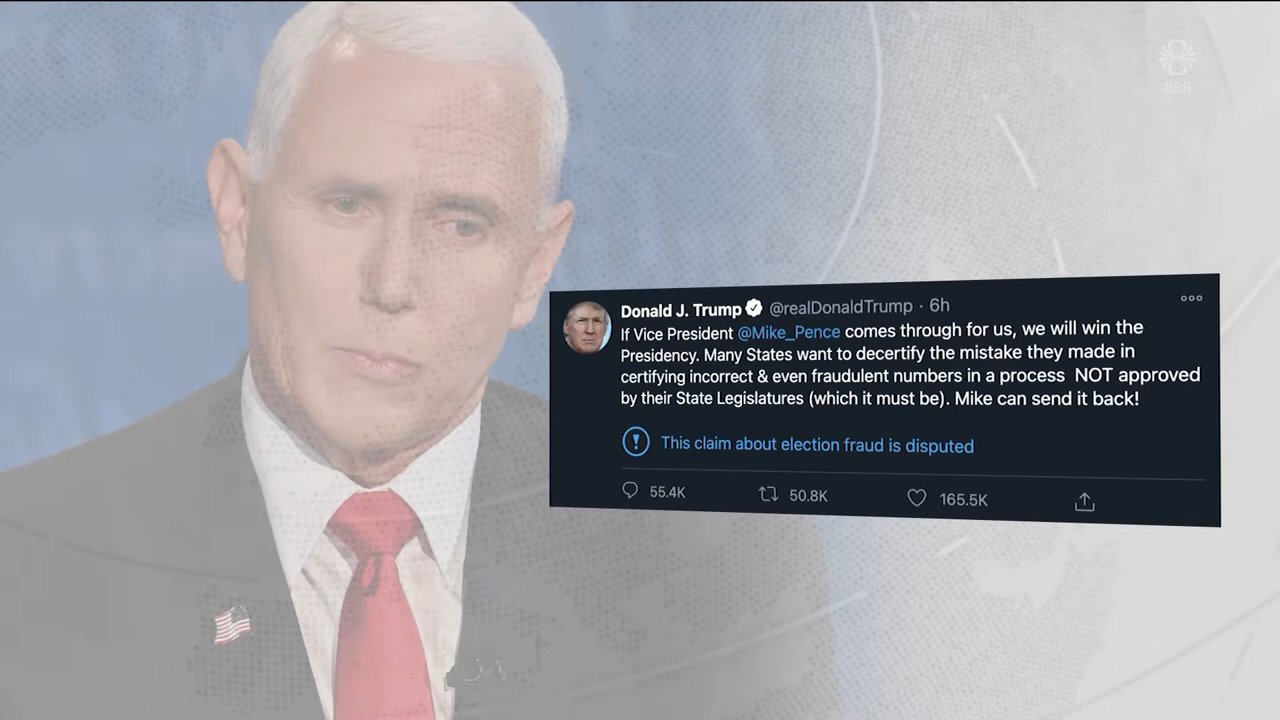 888
Donald J. Trump @realDonaldTrump · 6h
If Vice President @Mike_Pence comes through for us, we will win the
Presidency. Many States want to decertify the mistake they made in
certifying incorrect & even fraudulent numbers in a process NOT approved
by their State Legislatures (which it must be). Mike can send it back!
This claim about election fraud is disputed
55.4K 50.8K 165.5K